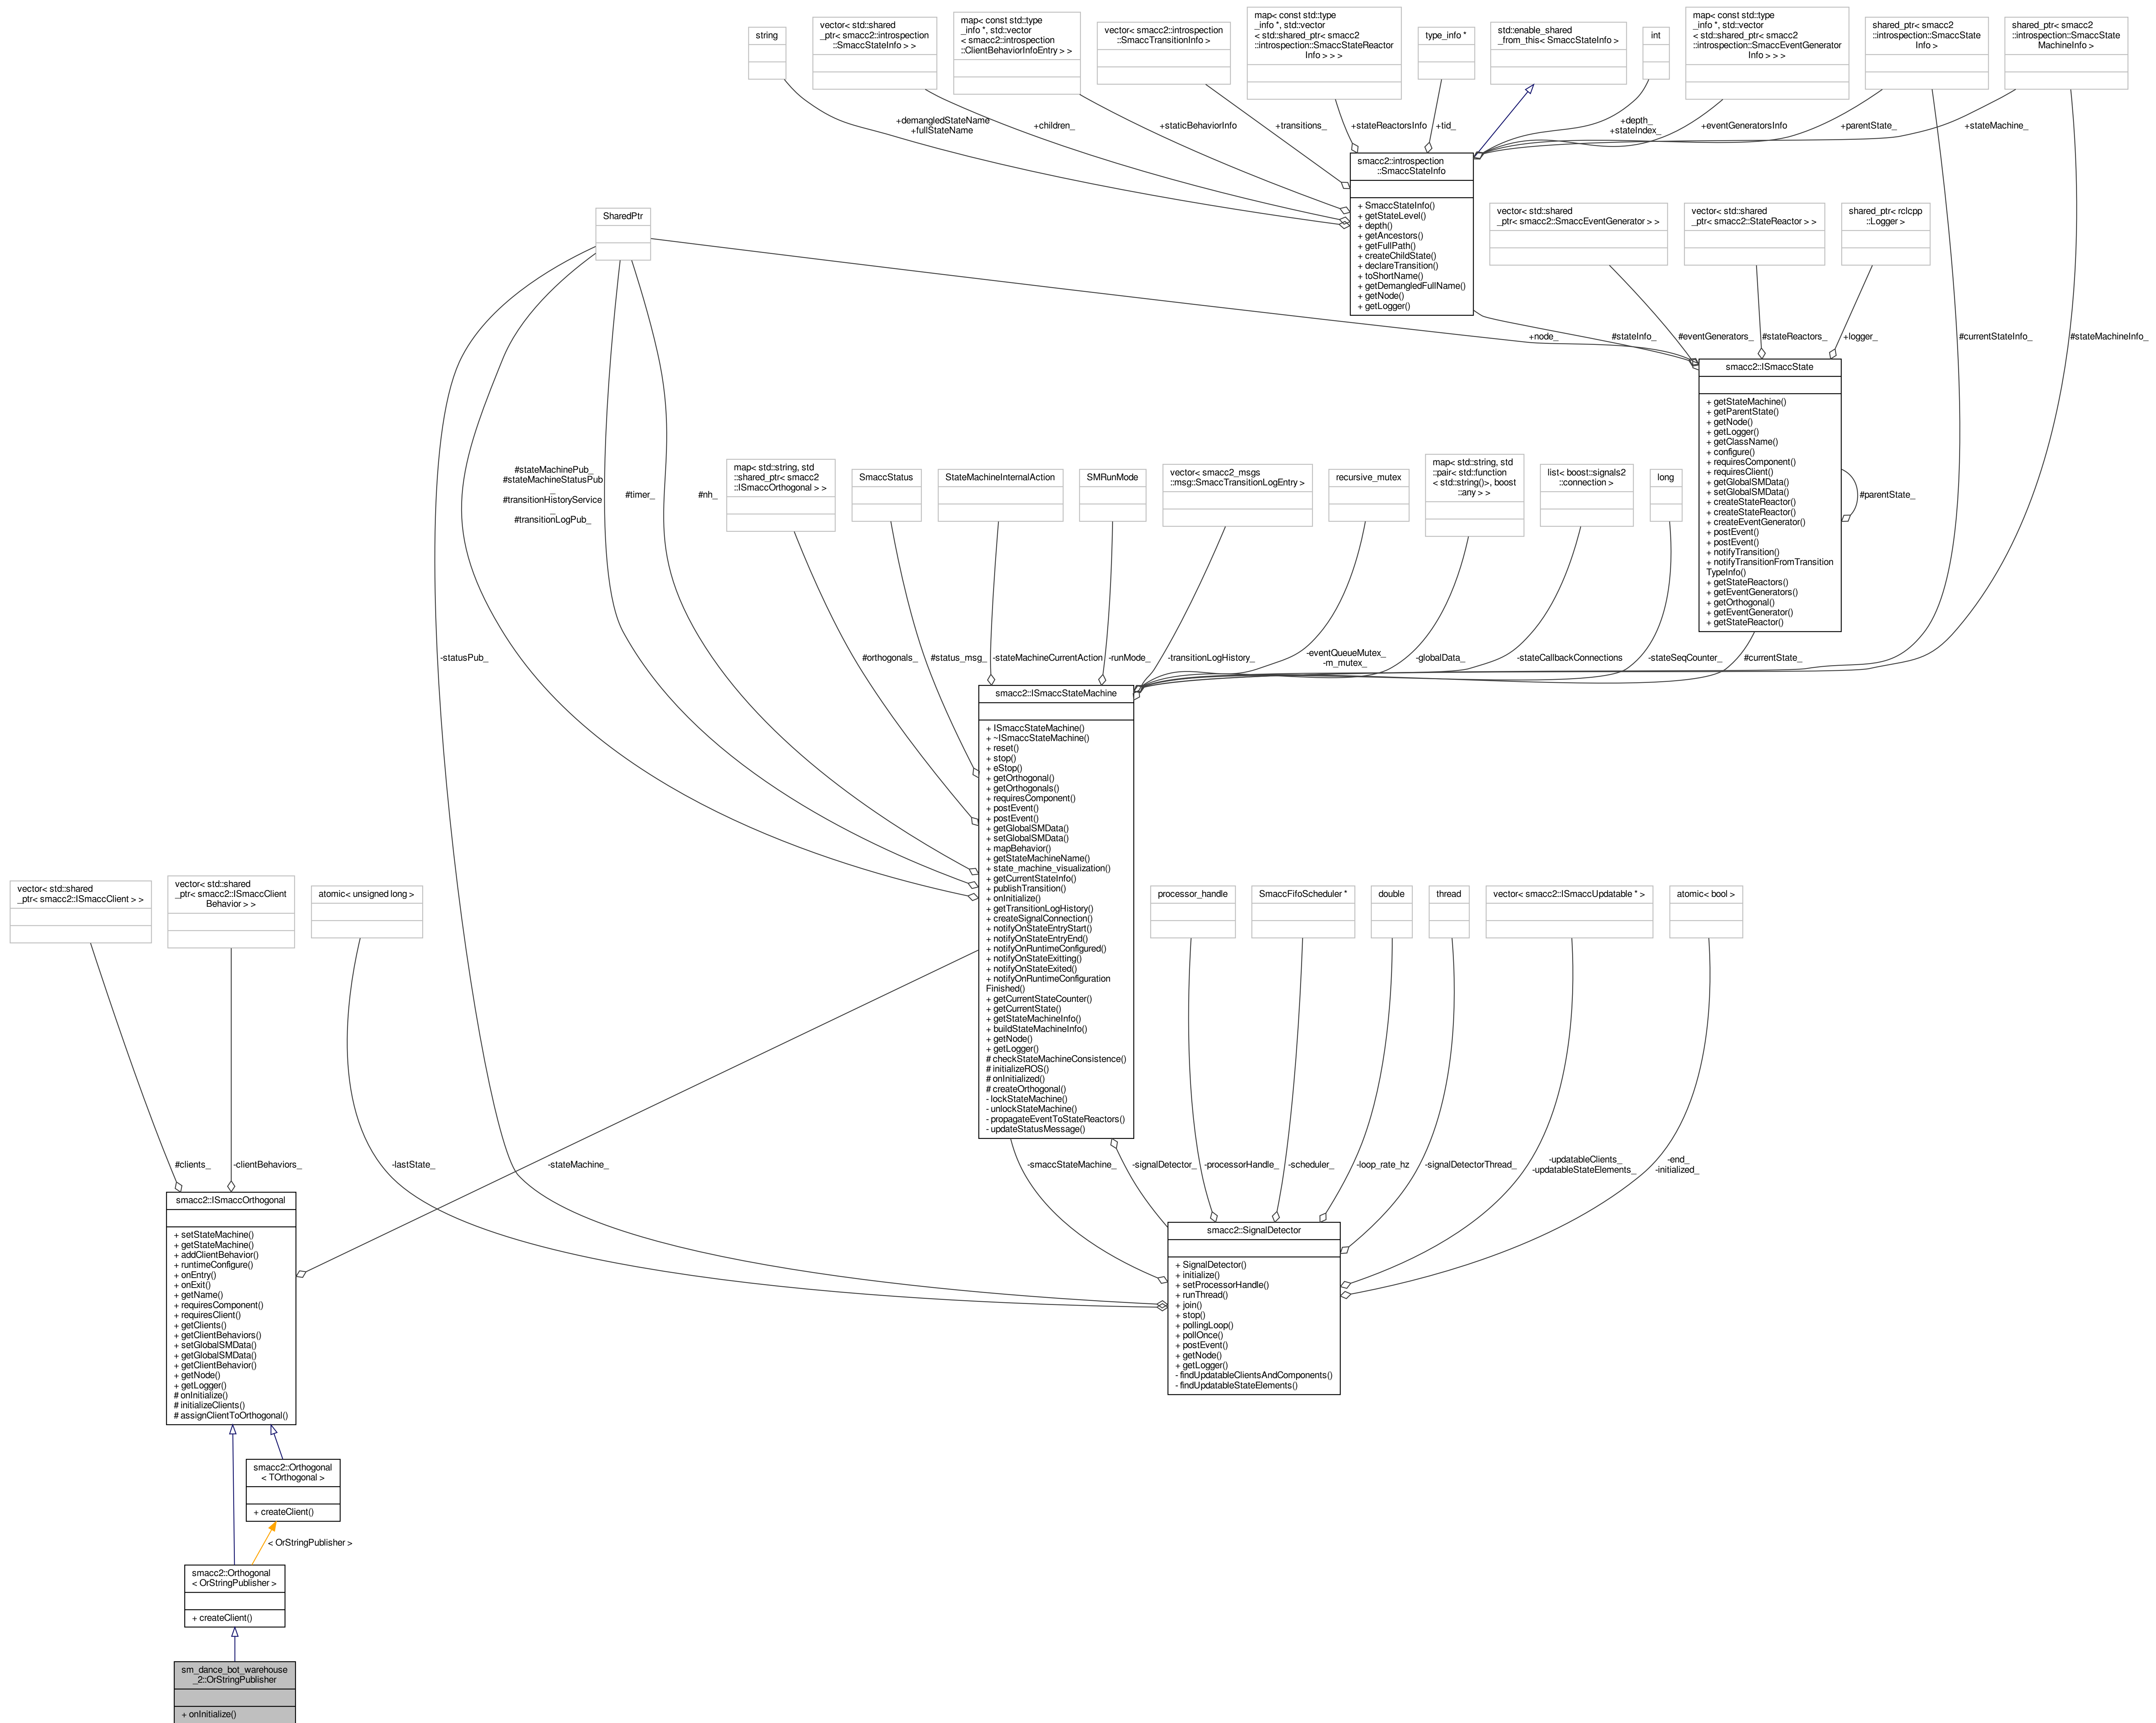 string
vector< std::shared
_ptr< smacc2::introspection
::SmaccStateInfo > >
map< const std::type
_info *, std::vector
< smacc2::introspection
::ClientBehaviorInfoEntry > >
vector< smacc2::introspection
::SmaccTransitionInfo >
map< const std::type
_info *, std::vector
< std::shared_ptr< smacc2
::introspection::SmaccStateReactor
Info > > >
type_info *
std::enable_shared
_from_this< SmaccStateInfo >
int
map< const std::type
_info *, std::vector
< std::shared_ptr< smacc2
::introspection::SmaccEventGenerator
Info > > >
shared_ptr< smacc2
::introspection::SmaccState
Info >
shared_ptr< smacc2
::introspection::SmaccState
MachineInfo >
+demangledStateName
+fullStateName
+children_
+staticBehaviorInfo
+transitions_
+stateReactorsInfo
+tid_
+depth_
+stateIndex_
+eventGeneratorsInfo
+parentState_
+stateMachine_
smacc2::introspection
::SmaccStateInfo
+ SmaccStateInfo()
+ getStateLevel()
+ depth()
+ getAncestors()
+ getFullPath()
+ createChildState()
+ declareTransition()
+ toShortName()
+ getDemangledFullName()
+ getNode()
+ getLogger()
SharedPtr
vector< std::shared
_ptr< smacc2::SmaccEventGenerator > >
vector< std::shared
_ptr< smacc2::StateReactor > >
shared_ptr< rclcpp
::Logger >
+node_
#stateInfo_
#eventGenerators_
#stateReactors_
+logger_
#currentStateInfo_
#stateMachineInfo_
smacc2::ISmaccState
+ getStateMachine()
+ getParentState()
+ getNode()
+ getLogger()
+ getClassName()
+ configure()
+ requiresComponent()
+ requiresClient()
+ getGlobalSMData()
+ setGlobalSMData()
+ createStateReactor()
+ createStateReactor()
+ createEventGenerator()
+ postEvent()
+ postEvent()
+ notifyTransition()
+ notifyTransitionFromTransition
TypeInfo()
+ getStateReactors()
+ getEventGenerators()
+ getOrthogonal()
+ getEventGenerator()
+ getStateReactor()
#parentState_
#stateMachinePub_
#stateMachineStatusPub
_
#transitionHistoryService
_
#transitionLogPub_
#timer_
#nh_
map< std::string, std
::shared_ptr< smacc2
::ISmaccOrthogonal > >
SmaccStatus
StateMachineInternalAction
SMRunMode
vector< smacc2_msgs
::msg::SmaccTransitionLogEntry >
recursive_mutex
map< std::string, std
::pair< std::function
< std::string()>, boost
::any > >
list< boost::signals2
::connection >
long
-statusPub_
#orthogonals_
#status_msg_
-stateMachineCurrentAction
-runMode_
-transitionLogHistory_
-eventQueueMutex_
-m_mutex_
-globalData_
-stateCallbackConnections
-stateSeqCounter_
#currentState_
smacc2::ISmaccStateMachine
+ ISmaccStateMachine()
+ ~ISmaccStateMachine()
+ reset()
+ stop()
+ eStop()
+ getOrthogonal()
+ getOrthogonals()
+ requiresComponent()
+ postEvent()
+ postEvent()
+ getGlobalSMData()
+ setGlobalSMData()
+ mapBehavior()
+ getStateMachineName()
+ state_machine_visualization()
+ getCurrentStateInfo()
+ publishTransition()
+ onInitialize()
+ getTransitionLogHistory()
+ createSignalConnection()
+ notifyOnStateEntryStart()
+ notifyOnStateEntryEnd()
+ notifyOnRuntimeConfigured()
+ notifyOnStateExitting()
+ notifyOnStateExited()
+ notifyOnRuntimeConfiguration
Finished()
+ getCurrentStateCounter()
+ getCurrentState()
+ getStateMachineInfo()
+ buildStateMachineInfo()
+ getNode()
+ getLogger()
# checkStateMachineConsistence()
# initializeROS()
# onInitialized()
# createOrthogonal()
- lockStateMachine()
- unlockStateMachine()
- propagateEventToStateReactors()
- updateStatusMessage()
vector< std::shared
_ptr< smacc2::ISmaccClient > >
vector< std::shared
_ptr< smacc2::ISmaccClient
Behavior > >
atomic< unsigned long >
processor_handle
SmaccFifoScheduler *
double
thread
vector< smacc2::ISmaccUpdatable * >
atomic< bool >
#clients_
-clientBehaviors_
-lastState_
-stateMachine_
-smaccStateMachine_
-signalDetector_
-processorHandle_
-scheduler_
-loop_rate_hz
-signalDetectorThread_
-updatableClients_
-updatableStateElements_
-end_
-initialized_
smacc2::ISmaccOrthogonal
+ setStateMachine()
+ getStateMachine()
+ addClientBehavior()
+ runtimeConfigure()
+ onEntry()
+ onExit()
+ getName()
+ requiresComponent()
+ requiresClient()
+ getClients()
+ getClientBehaviors()
+ setGlobalSMData()
+ getGlobalSMData()
+ getClientBehavior()
+ getNode()
+ getLogger()
# onInitialize()
# initializeClients()
# assignClientToOrthogonal()
smacc2::SignalDetector
+ SignalDetector()
+ initialize()
+ setProcessorHandle()
+ runThread()
+ join()
+ stop()
+ pollingLoop()
+ pollOnce()
+ postEvent()
+ getNode()
+ getLogger()
- findUpdatableClientsAndComponents()
- findUpdatableStateElements()
smacc2::Orthogonal
< TOrthogonal >
+ createClient()
< OrStringPublisher >
smacc2::Orthogonal
< OrStringPublisher >
+ createClient()
sm_dance_bot_warehouse
_2::OrStringPublisher
+ onInitialize()